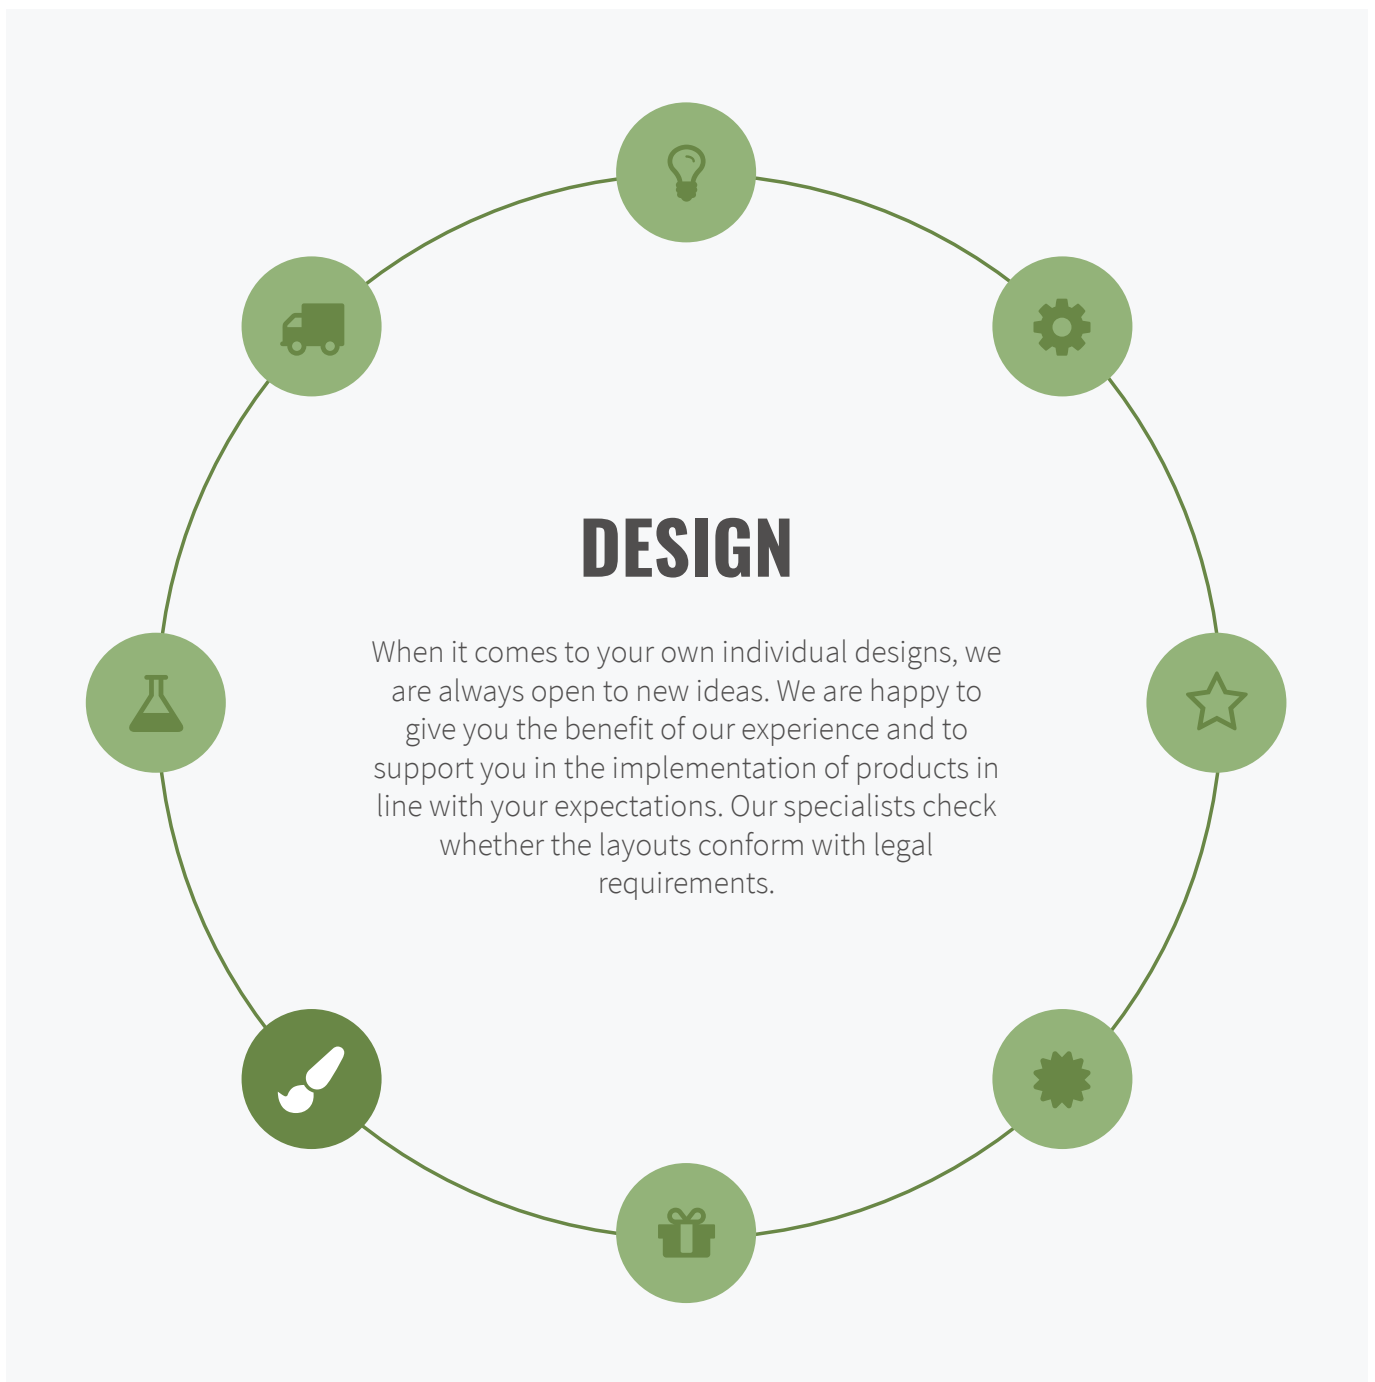 DESIGN
When it comes to your own individual designs, we
are always open to new ideas. We are happy to
give you the benefit of our experience and to
support you in the implementation of products in
line with your expectations. Our specialists check
whether the layouts conform with legal
requirements.